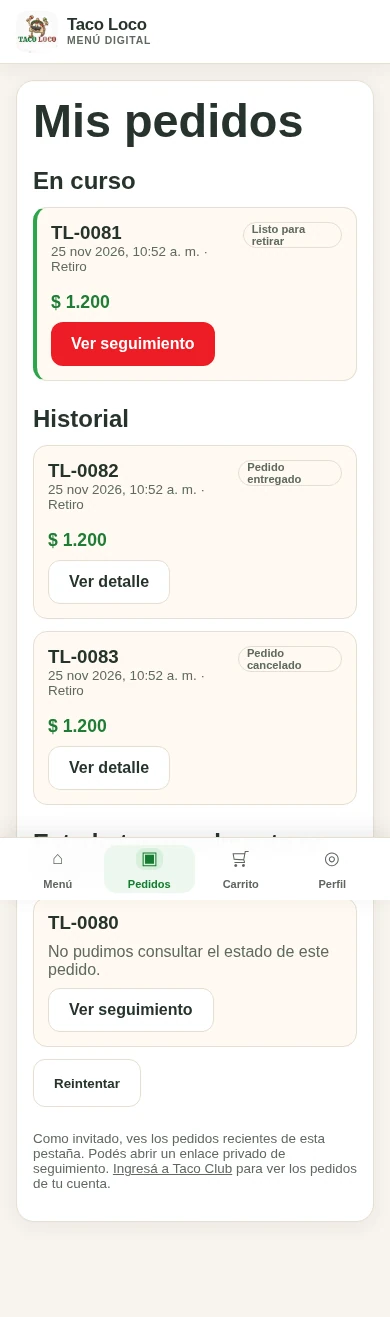 TACO LOCO
Taco Loco
MENÚ DIGITAL
Mis pedidos
En curso
TL-0081
Listo para
retirar
25 nov 2026, 10:52 a. m. ·
Retiro
$ 1.200
Ver seguimiento
Historial
TL-0082
Pedido
entregado
25 nov 2026, 10:52 a. m. ·
Retiro
$ 1.200
Ver detalle
TL-0083
Pedido
cancelado
25 nov 2026, 10:52 a. m. ·
Retiro
$ 1.200
Ver detalle
Menú
Pedidos
Carrito
Perfil
TL-0080
No pudimos consultar el estado de este
pedido.
Ver seguimiento
Reintentar
Como invitado, ves los pedidos recientes de esta
pestaña. Podés abrir un enlace privado de
seguimiento. Ingresá a Taco Club para ver los pedidos
de tu cuenta.